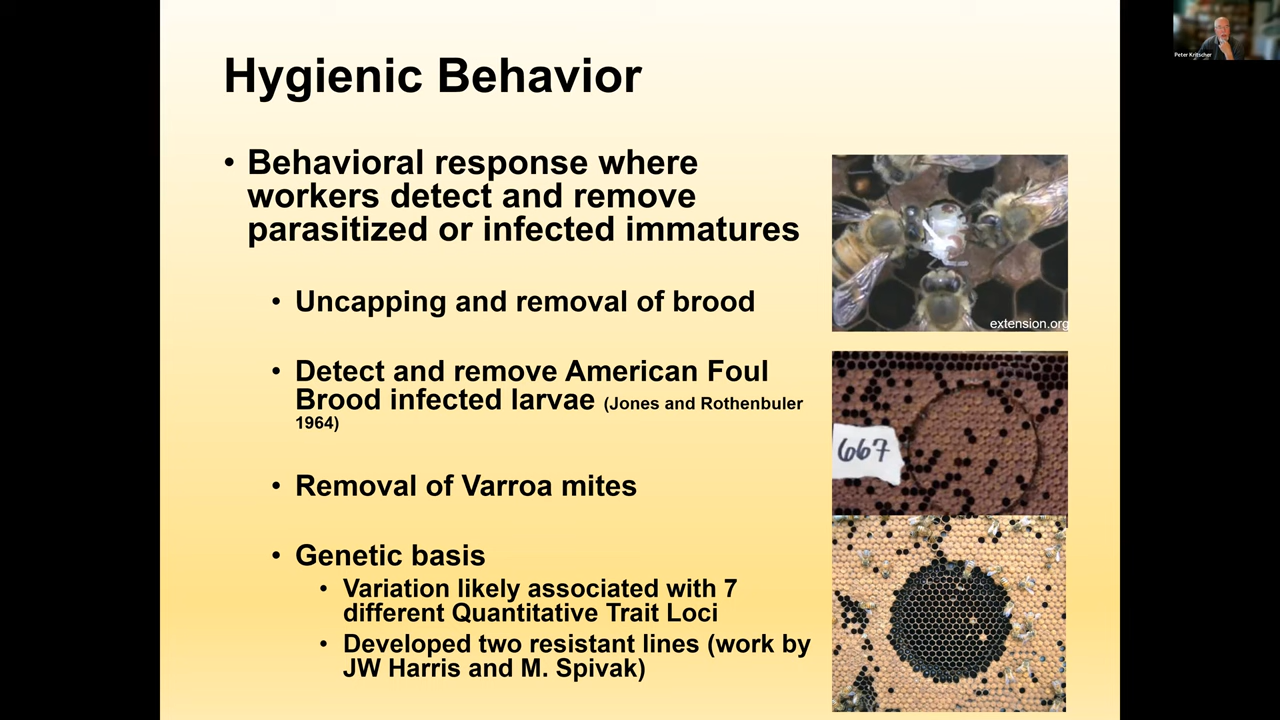 Hygienic Behavior
• Behavioral response where
workers detect and remove
parasitized or infected immatures
• Uncapping and removal of brood
• Detect and remove American Foul
Brood infected larvae (Jones and Rothenbuler
1964)
• Removal of Varroa mites
• Genetic basis
• Variation likely associated with 7
different Quantitative Trait Loci
• Developed two resistant lines (work by
JW Harris and M. Spivak)
extension.org
667
Peter Kritscher